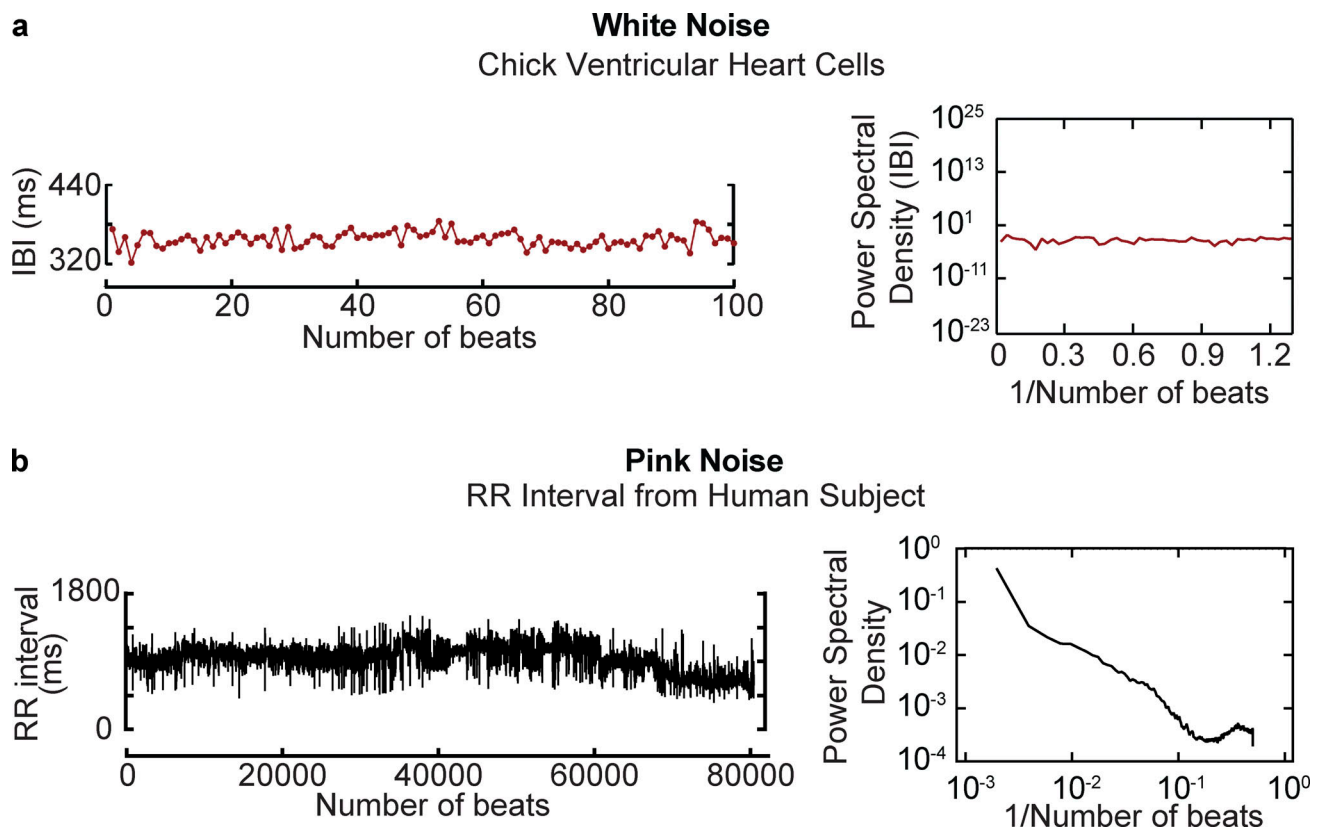 a
White Noise
Chick Ventricular Heart Cells
IBI (ms)
440
320
0 20 40 60 80 100
Number of beats
Power Spectral
Density (IBI)
10^25
10^13
10^1
10^-11
10^-23
0 0.3 0.6 0.9 1.2
1/Number of beats
b
Pink Noise
RR Interval from Human Subject
RR interval
(ms)
1800
0
0 20000 40000 60000 80000
Number of beats
Power Spectral
Density
10^0
10^-1
10^-2
10^-3
10^-4
10^-3 10^-2 10^-1 10^0
1/Number of beats